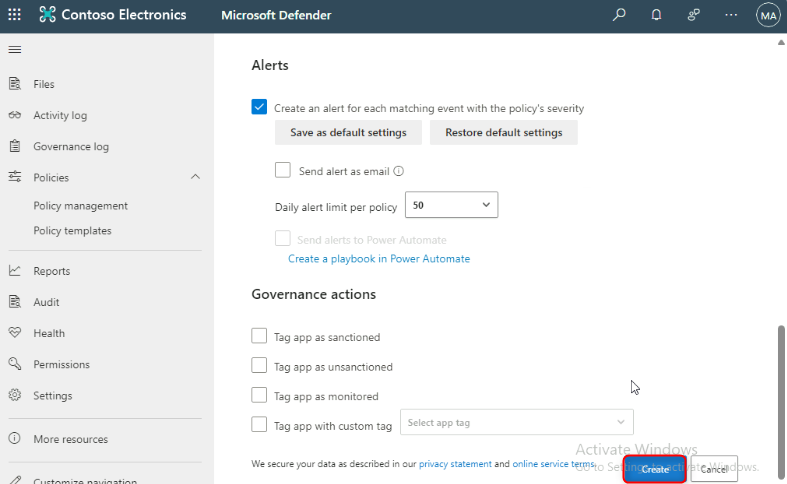 Contoso Electronics
Microsoft Defender
MA
Files
Activity log
Governance log
Policies
Policy management
Policy templates
Reports
Audit
Health
Permissions
Settings
More resources
Customize navigation
Alerts
Create an alert for each matching event with the policy's severity
Save as default settings
Restore default settings
Send alert as email
Daily alert limit per policy
50
Send alerts to Power Automate
Create a playbook in Power Automate
Governance actions
Tag app as sanctioned
Tag app as unsanctioned
Tag app as monitored
Tag app with custom tag
Select app tag
Activate Windows
Go to Settings to activate Windows.
We secure your data as described in our privacy statement and online service terms.
Create
Cancel